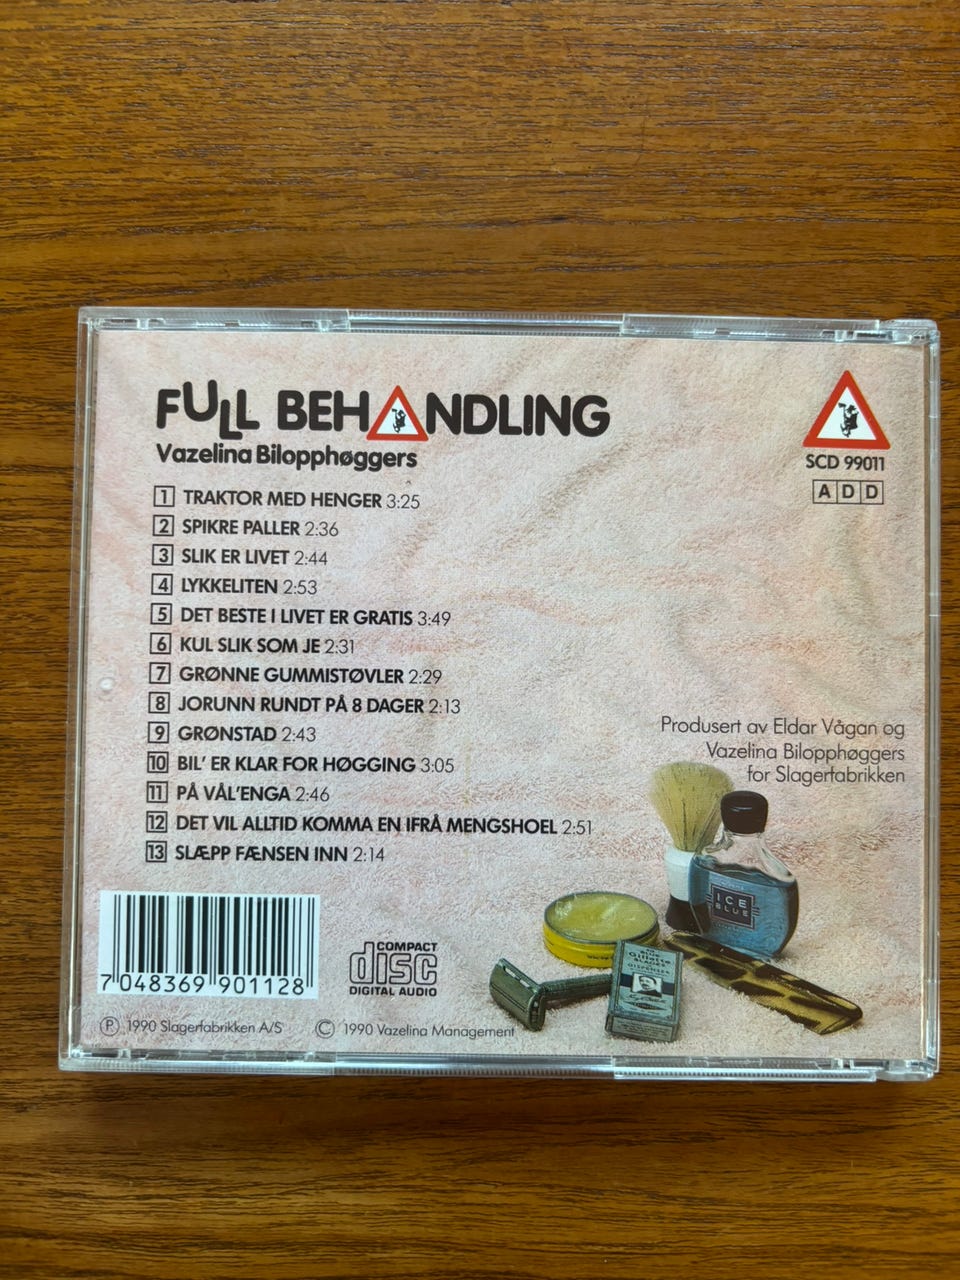 FULL BEHANDLING
Vazelina Bilopphøggers
SCD 99011
A D D
1 TRAKTOR MED HENGER 3:25
2 SPIKRE PALLER 2:36
3 SLIK ER LIVET 2:44
4 LYKKELITEN 2:53
5 DET BESTE I LIVET ER GRATIS 3:49
6 KUL SLIK SOM JE 2:31
7 GRØNNE GUMMISTØVLER 2:29
8 JORUNN RUNDT PÅ 8 DAGER 2:13
9 GRØNSTAD 2:43
10 BIL' ER KLAR FOR HØGGING 3:05
11 PÅ VÅL'ENGA 2:46
12 DET VIL ALLTID KOMMA EN IFRÅ MENGSHOEL 2:51
13 SLÆPP FÆNSEN INN 2:14
Produsert av Eldar Vågan og
Vazelina Bilopphøggers
for Slagerfabrikken
ICE
BLUE
Gillette
BLADES
DISPENSER
7 048369 901128
COMPACT
disc
DIGITAL AUDIO
Ⓟ 1990 Slagerfabrikken A/S © 1990 Vazelina Management